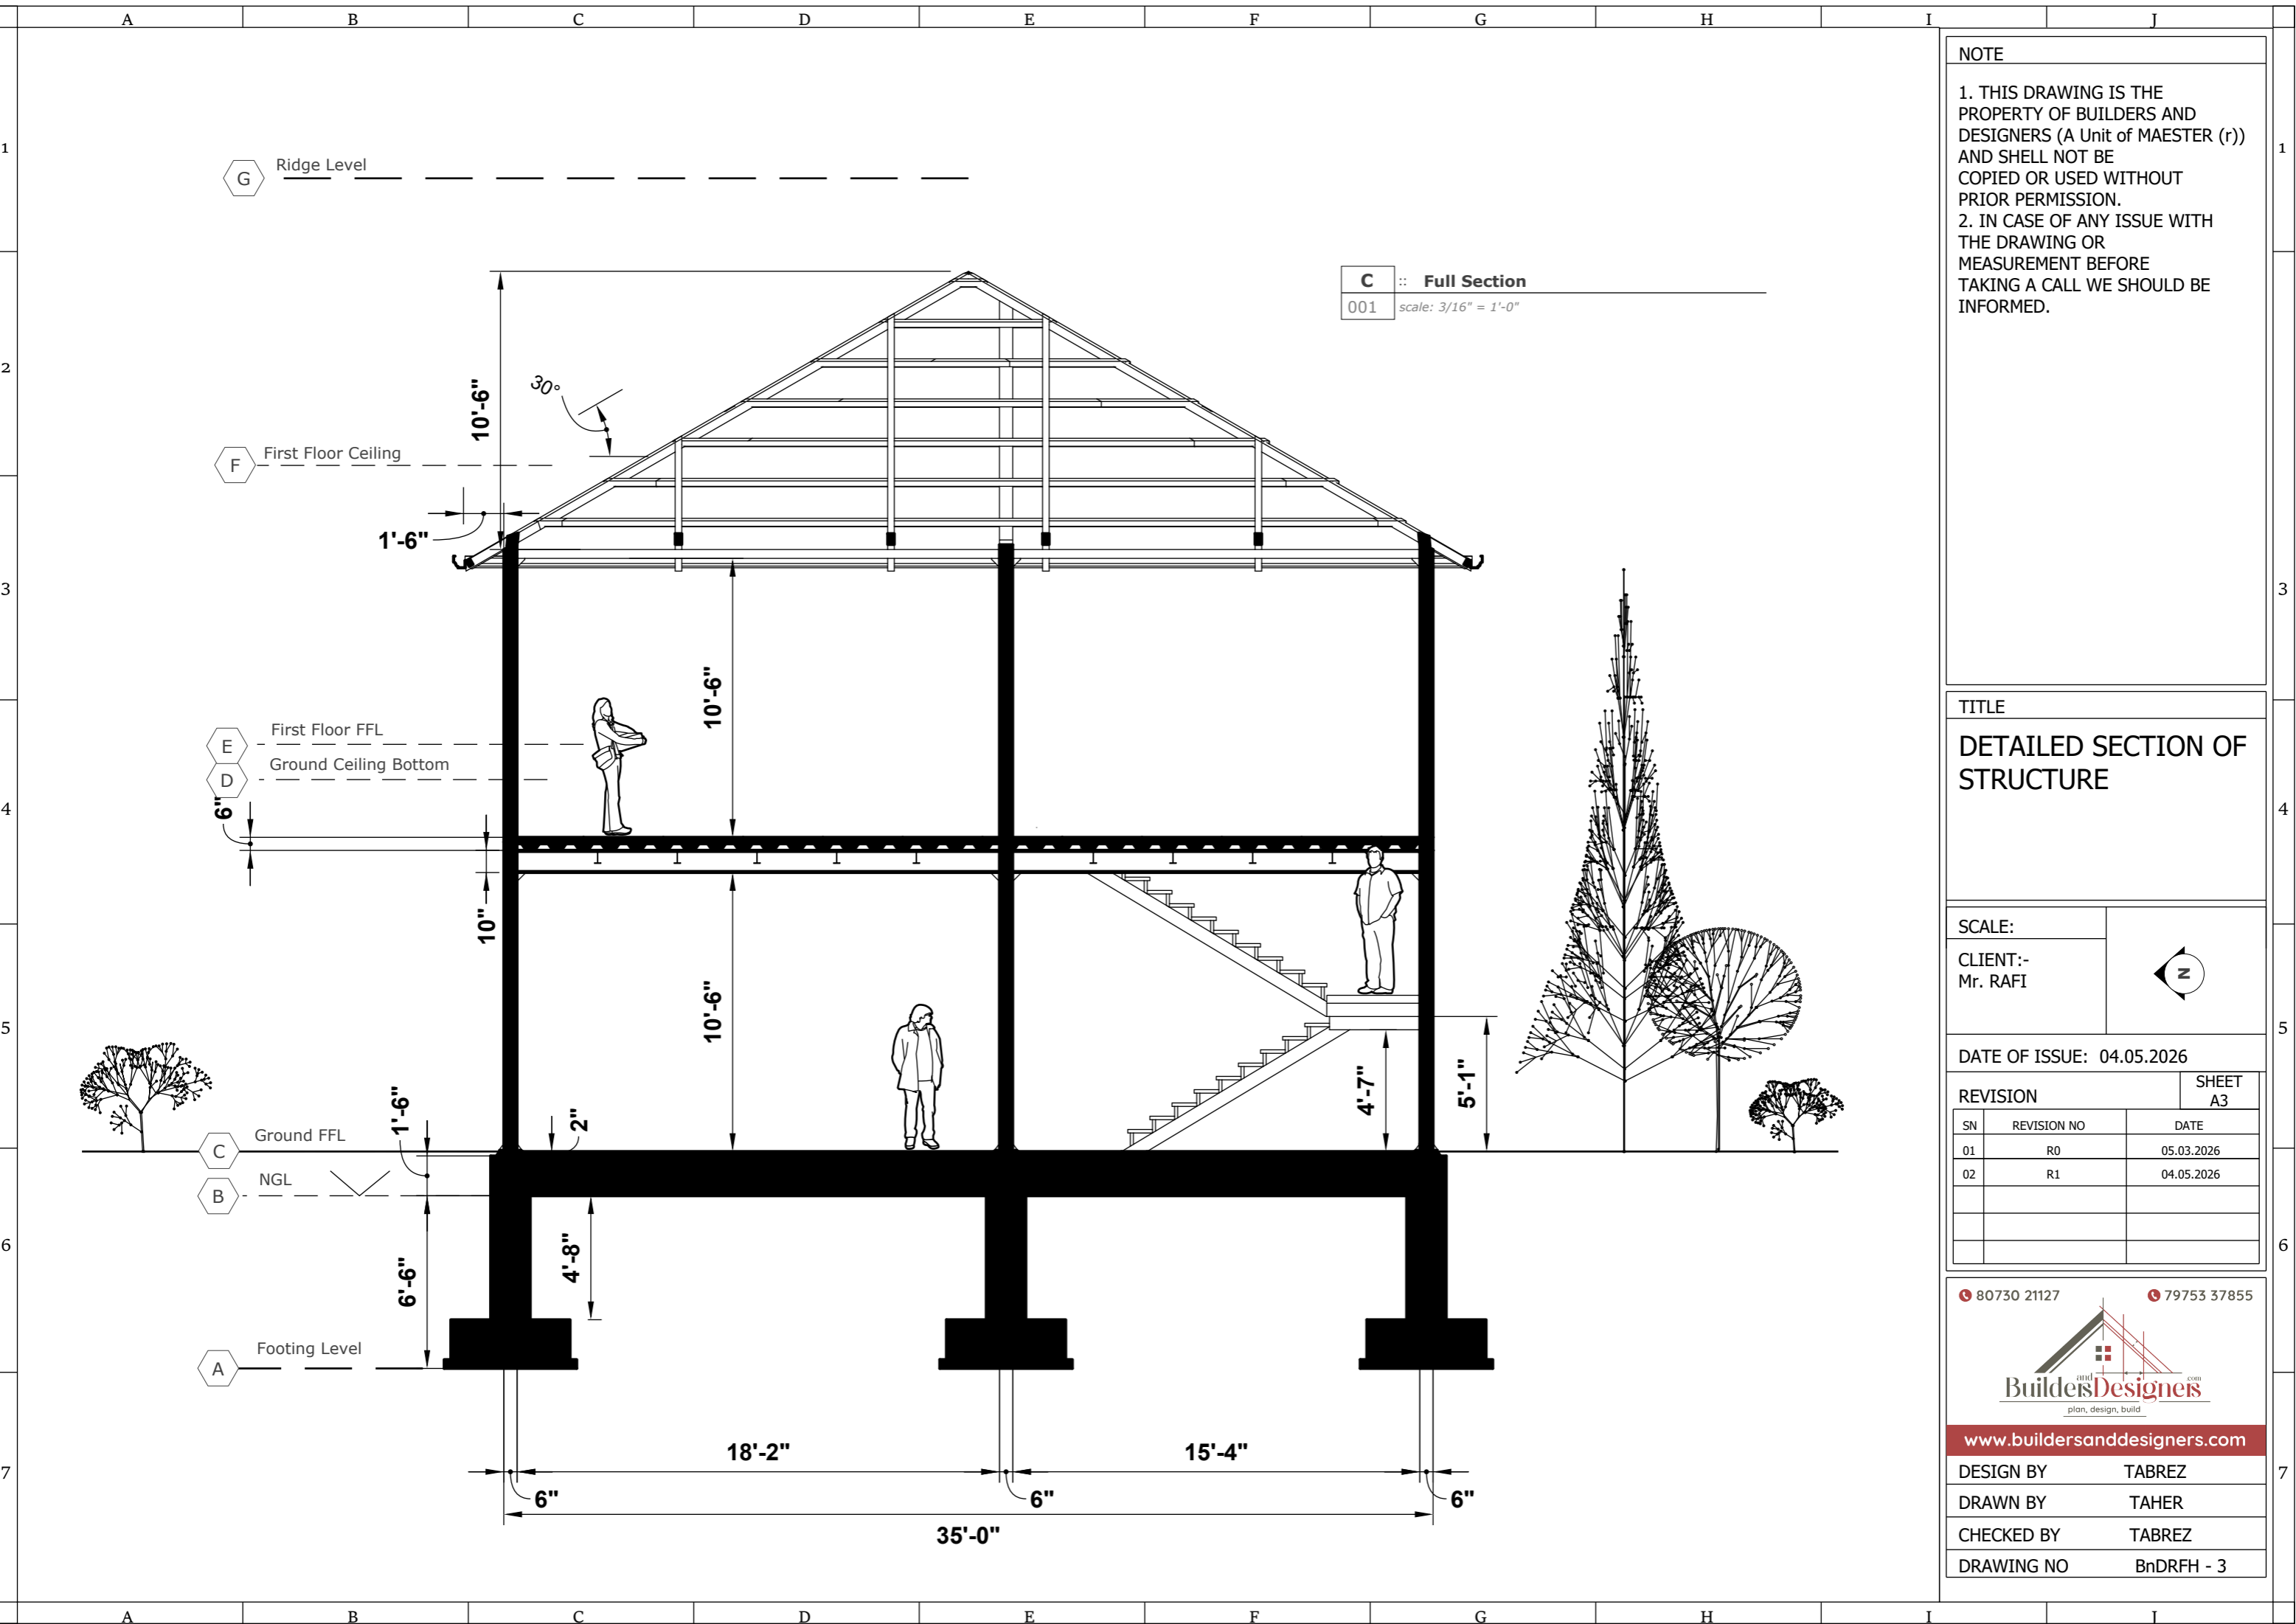 A B C D E F G H I J
1
2
3
4
5
6
7
1
3
4
5
6
7
G Ridge Level
C :: Full Section
001 scale: 3/16" = 1'-0"
10'-6"
30°
F First Floor Ceiling
1'-6"
10'-6"
E First Floor FFL
D Ground Ceiling Bottom
6"
10"
10'-6"
4'-7"
5'-1"
1'-6"
2"
C Ground FFL
B NGL
4'-8"
6'-6"
A Footing Level
18'-2"
15'-4"
6"
6"
6"
35'-0"
NOTE
1. THIS DRAWING IS THE
PROPERTY OF BUILDERS AND
DESIGNERS (A Unit of MAESTER (r))
AND SHELL NOT BE
COPIED OR USED WITHOUT
PRIOR PERMISSION.
2. IN CASE OF ANY ISSUE WITH
THE DRAWING OR
MEASUREMENT BEFORE
TAKING A CALL WE SHOULD BE
INFORMED.
TITLE
DETAILED SECTION OF
STRUCTURE
SCALE:
CLIENT:-
Mr. RAFI
N
DATE OF ISSUE: 04.05.2026
REVISION
SHEET
A3
SN REVISION NO DATE
01 R0 05.03.2026
02 R1 04.05.2026
80730 21127 79753 37855
BuildersandDesigners.com
plan, design, build
www.buildersanddesigners.com
DESIGN BY TABREZ
DRAWN BY TAHER
CHECKED BY TABREZ
DRAWING NO BnDRFH - 3
A B C D E F G H I J